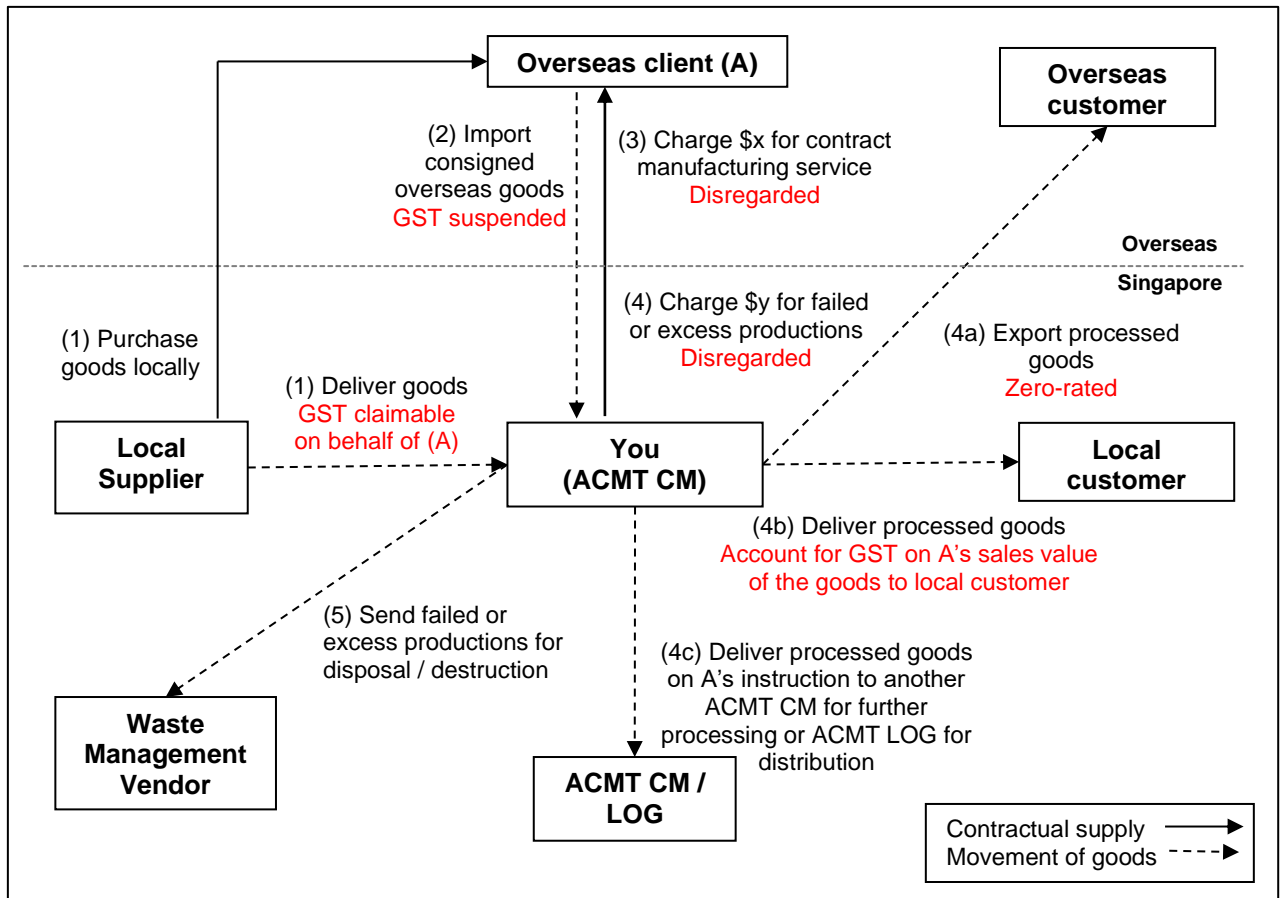 Overseas client (A)
Overseas
customer
(2) Import
consigned
overseas goods
GST suspended
(3) Charge $x for contract
manufacturing service
Disregarded
Overseas
Singapore
(1) Purchase
goods locally
(4) Charge $y for failed
or excess productions
Disregarded
(4a) Export processed
goods
Zero-rated
(1) Deliver goods
GST claimable
on behalf of (A)
Local
Supplier
You
(ACMT CM)
Local
customer
(4b) Deliver processed goods
Account for GST on A’s sales value
of the goods to local customer
(5) Send failed or
excess productions for
disposal / destruction
(4c) Deliver processed goods
on A’s instruction to another
ACMT CM for further
processing or ACMT LOG for
distribution
Waste
Management
Vendor
ACMT CM /
LOG
Contractual supply
Movement of goods